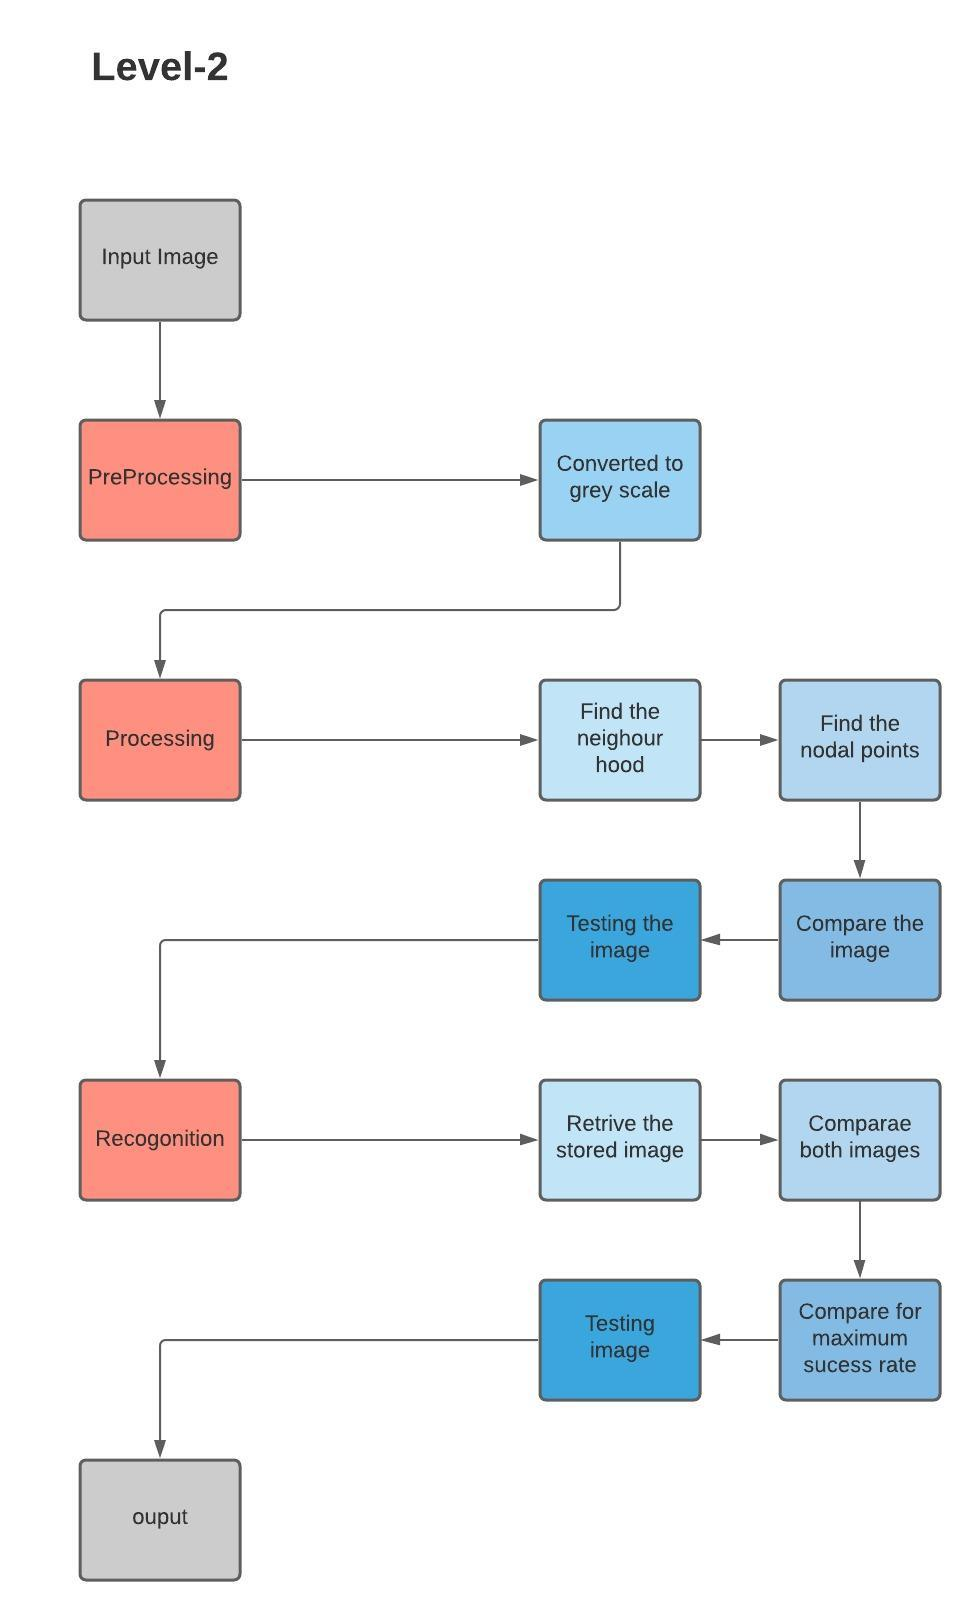 Level-2
Input Image
PreProcessing
Converted to
grey scale
Processing
Find the
neighour
hood
Find the
nodal points
Testing the
image
Compare the
image
Recogonition
Retrive the
stored image
Comparae
both images
Testing
image
Compare for
maximum
sucess rate
ouput